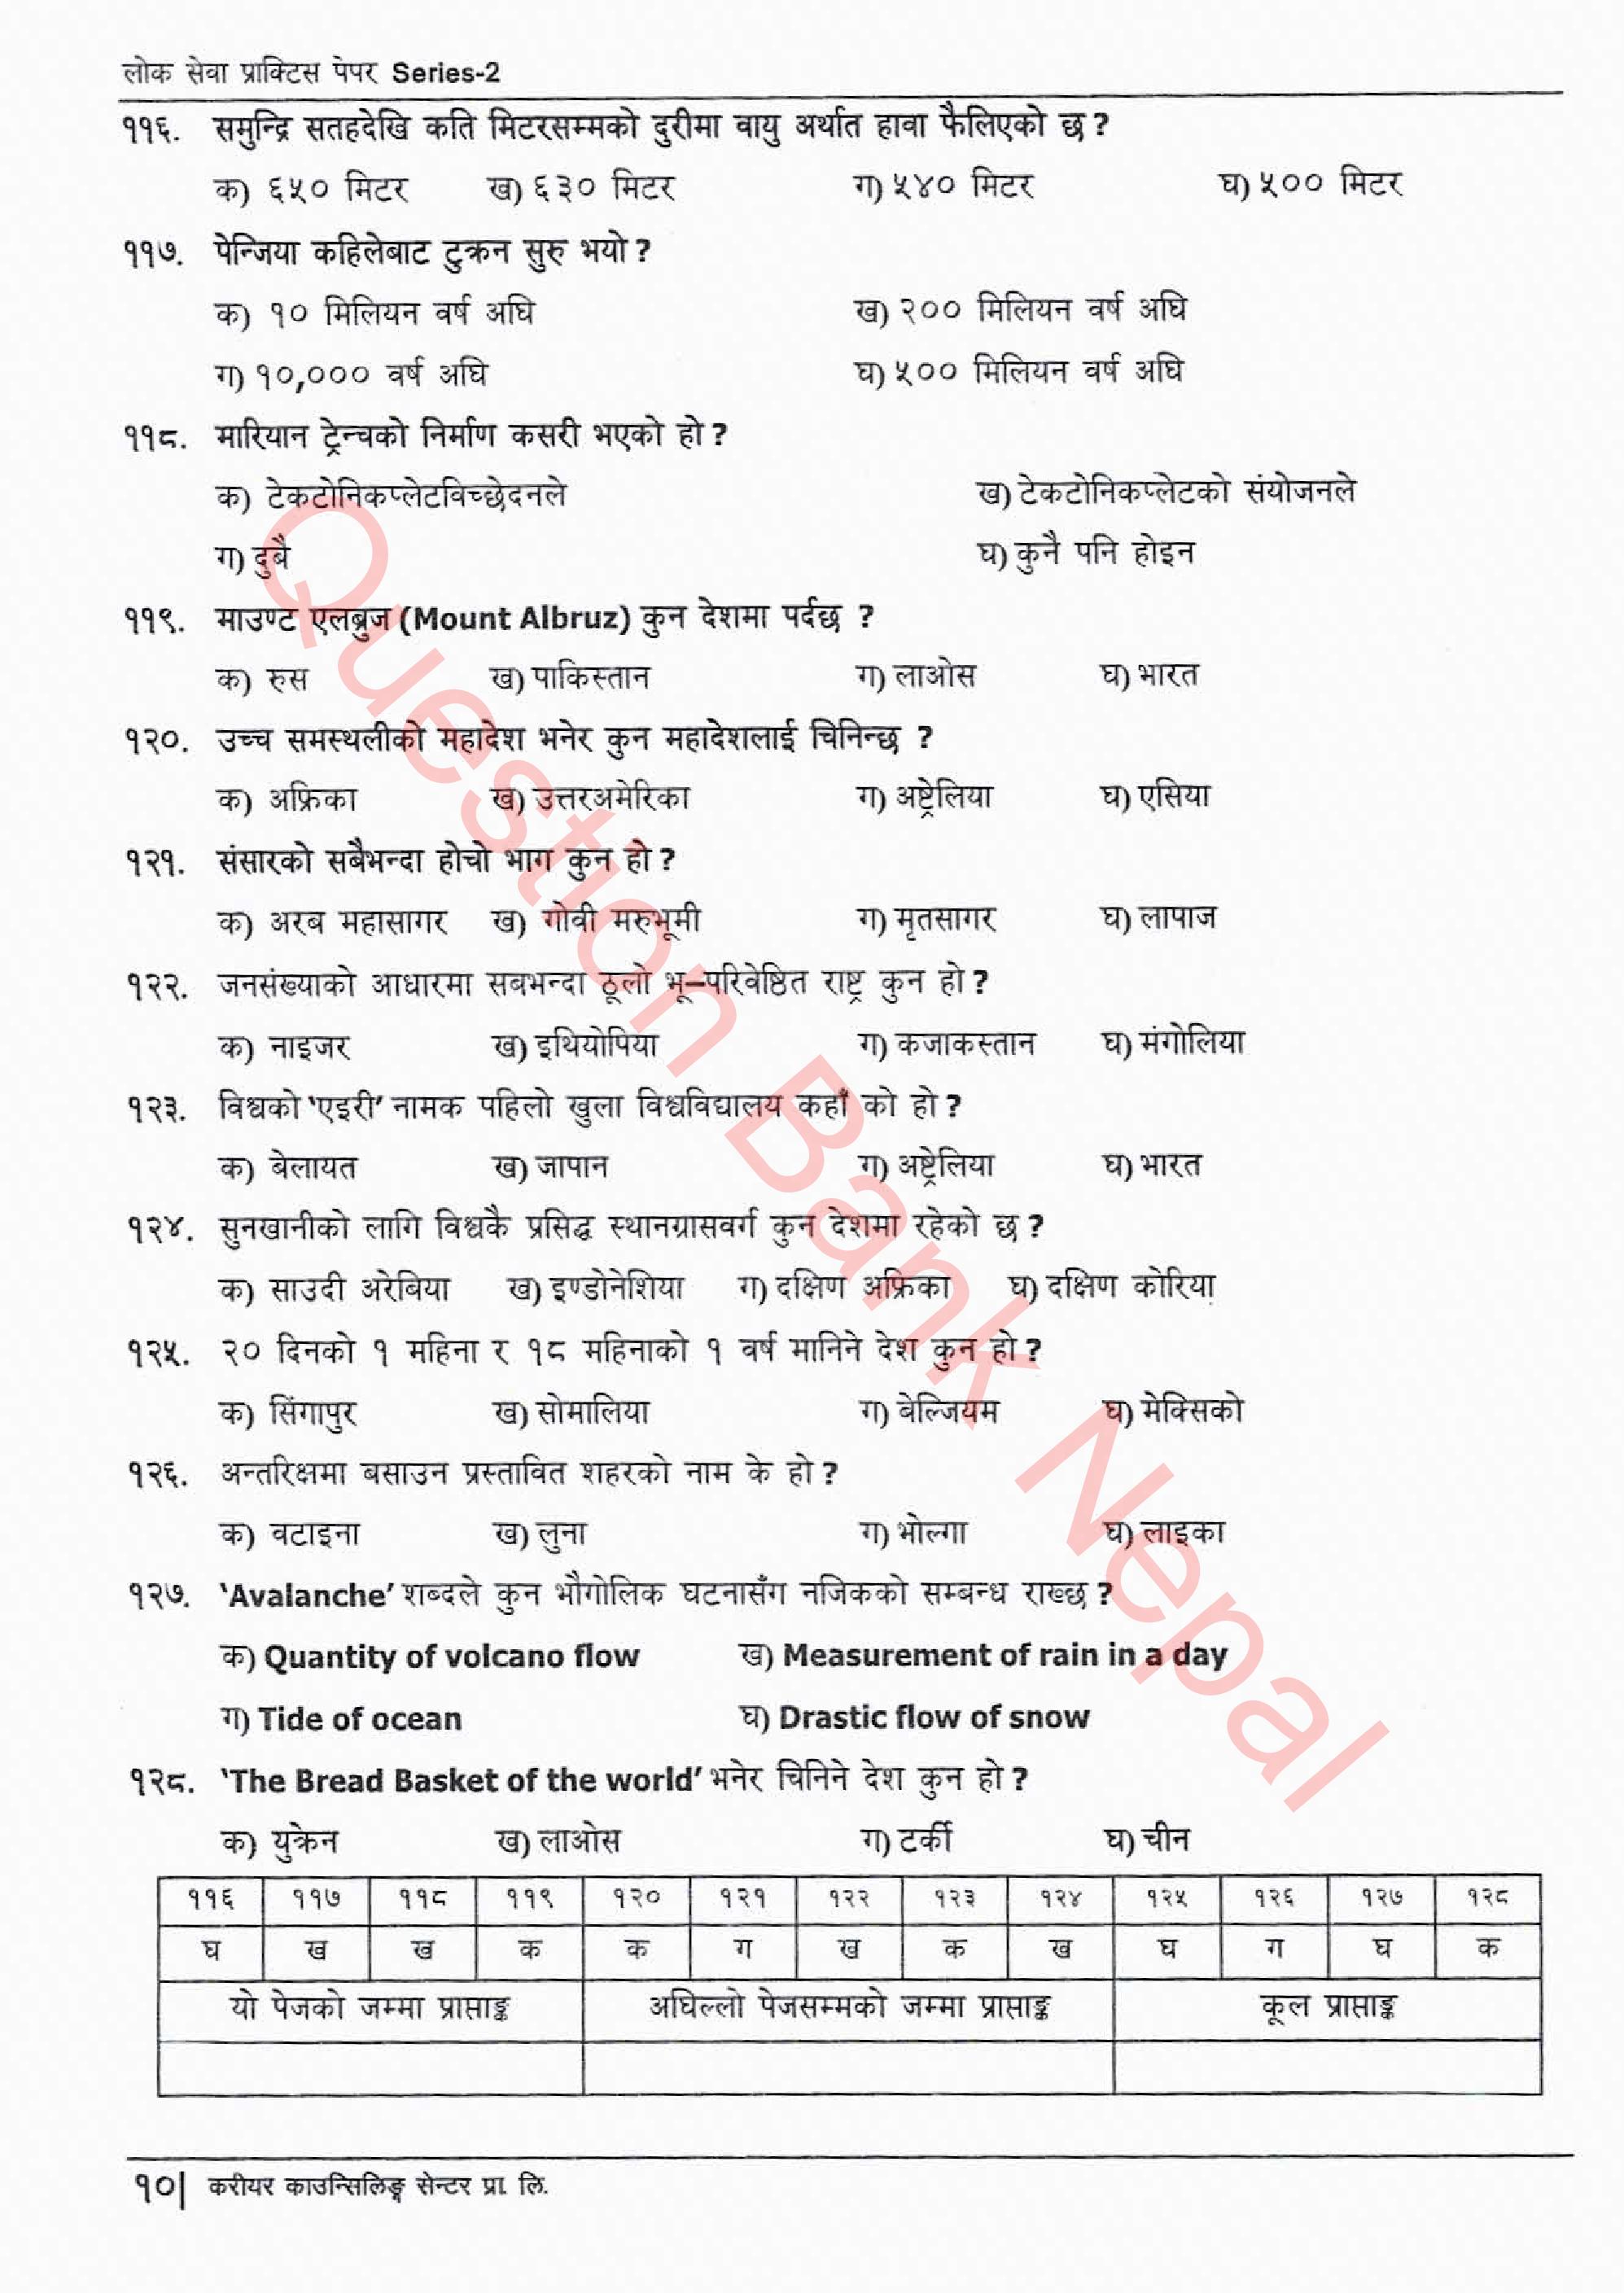 लोक सेवा प्राक्टिस पेपर Series-2
११६. समुन्द्रि सतहदेखि कति मिटरसम्मको दुरीमा वायु अर्थात हावा फैलिएको छ ?
क) ६५० मिटर ख) ६३० मिटर ग) ५४० मिटर घ) ५०० मिटर
११७. पेन्जिया कहिलेबाट टुक्रन सुरु भयो ?
क) १० मिलियन वर्ष अघि ख) २०० मिलियन वर्ष अघि
ग) १०,००० वर्ष अघि घ) ५०० मिलियन वर्ष अघि
११८. मारियान ट्रेन्चको निर्माण कसरी भएको हो ?
क) टेकटोनिकप्लेटविच्छेदनले ख) टेकटोनिकप्लेटको संयोजनले
ग) दुबै घ) कुनै पनि होइन
११९. माउण्ट एलब्रुज (Mount Albruz) कुन देशमा पर्दछ ?
क) रुस ख) पाकिस्तान ग) लाओस घ) भारत
१२०. उच्च समस्थलीको महादेश भनेर कुन महादेशलाई चिनिन्छ ?
क) अफ्रिका ख) उत्तरअमेरिका ग) अष्ट्रेलिया घ) एसिया
१२१. संसारको सबैभन्दा होचो भाग कुन हो ?
क) अरब महासागर ख) गोवी मरुभूमी ग) मृतसागर घ) लापाज
१२२. जनसंख्याको आधारमा सबभन्दा ठूलो भू–परिवेष्ठित राष्ट्र कुन हो ?
क) नाइजर ख) इथियोपिया ग) कजाकस्तान घ) मंगोलिया
१२३. विश्वको ‘एइरी’ नामक पहिलो खुला विश्वविद्यालय कहाँ को हो ?
क) बेलायत ख) जापान ग) अष्ट्रेलिया घ) भारत
१२४. सुनखानीको लागि विश्वकै प्रसिद्ध स्थानग्रासवर्ग कुन देशमा रहेको छ ?
क) साउदी अरेबिया ख) इण्डोनेशिया ग) दक्षिण अफ्रिका घ) दक्षिण कोरिया
१२५. २० दिनको १ महिना र १८ महिनाको १ वर्ष मानिने देश कुन हो ?
क) सिंगापुर ख) सोमालिया ग) बेल्जियम घ) मेक्सिको
१२६. अन्तरिक्षमा बसाउन प्रस्तावित शहरको नाम के हो ?
क) वटाइना ख) लुना ग) भोल्गा घ) लाइका
१२७. ‘Avalanche’ शब्दले कुन भौगोलिक घटनासँग नजिकको सम्बन्ध राख्छ ?
क) Quantity of volcano flow ख) Measurement of rain in a day
ग) Tide of ocean घ) Drastic flow of snow
१२८. ‘The Bread Basket of the world’ भनेर चिनिने देश कुन हो ?
क) युक्रेन ख) लाओस ग) टर्की घ) चीन
११६ ११७ ११८ ११९ १२० १२१ १२२ १२३ १२४ १२५ १२६ १२७ १२८
घ ख ख क क ग ख क ख घ ग घ क
यो पेजको जम्मा प्राप्ताङ्क अघिल्लो पेजसम्मको जम्मा प्राप्ताङ्क कूल प्राप्ताङ्क
१०| करीयर काउन्सिलिङ्ग सेन्टर प्रा. लि.
Question Bank Nepal